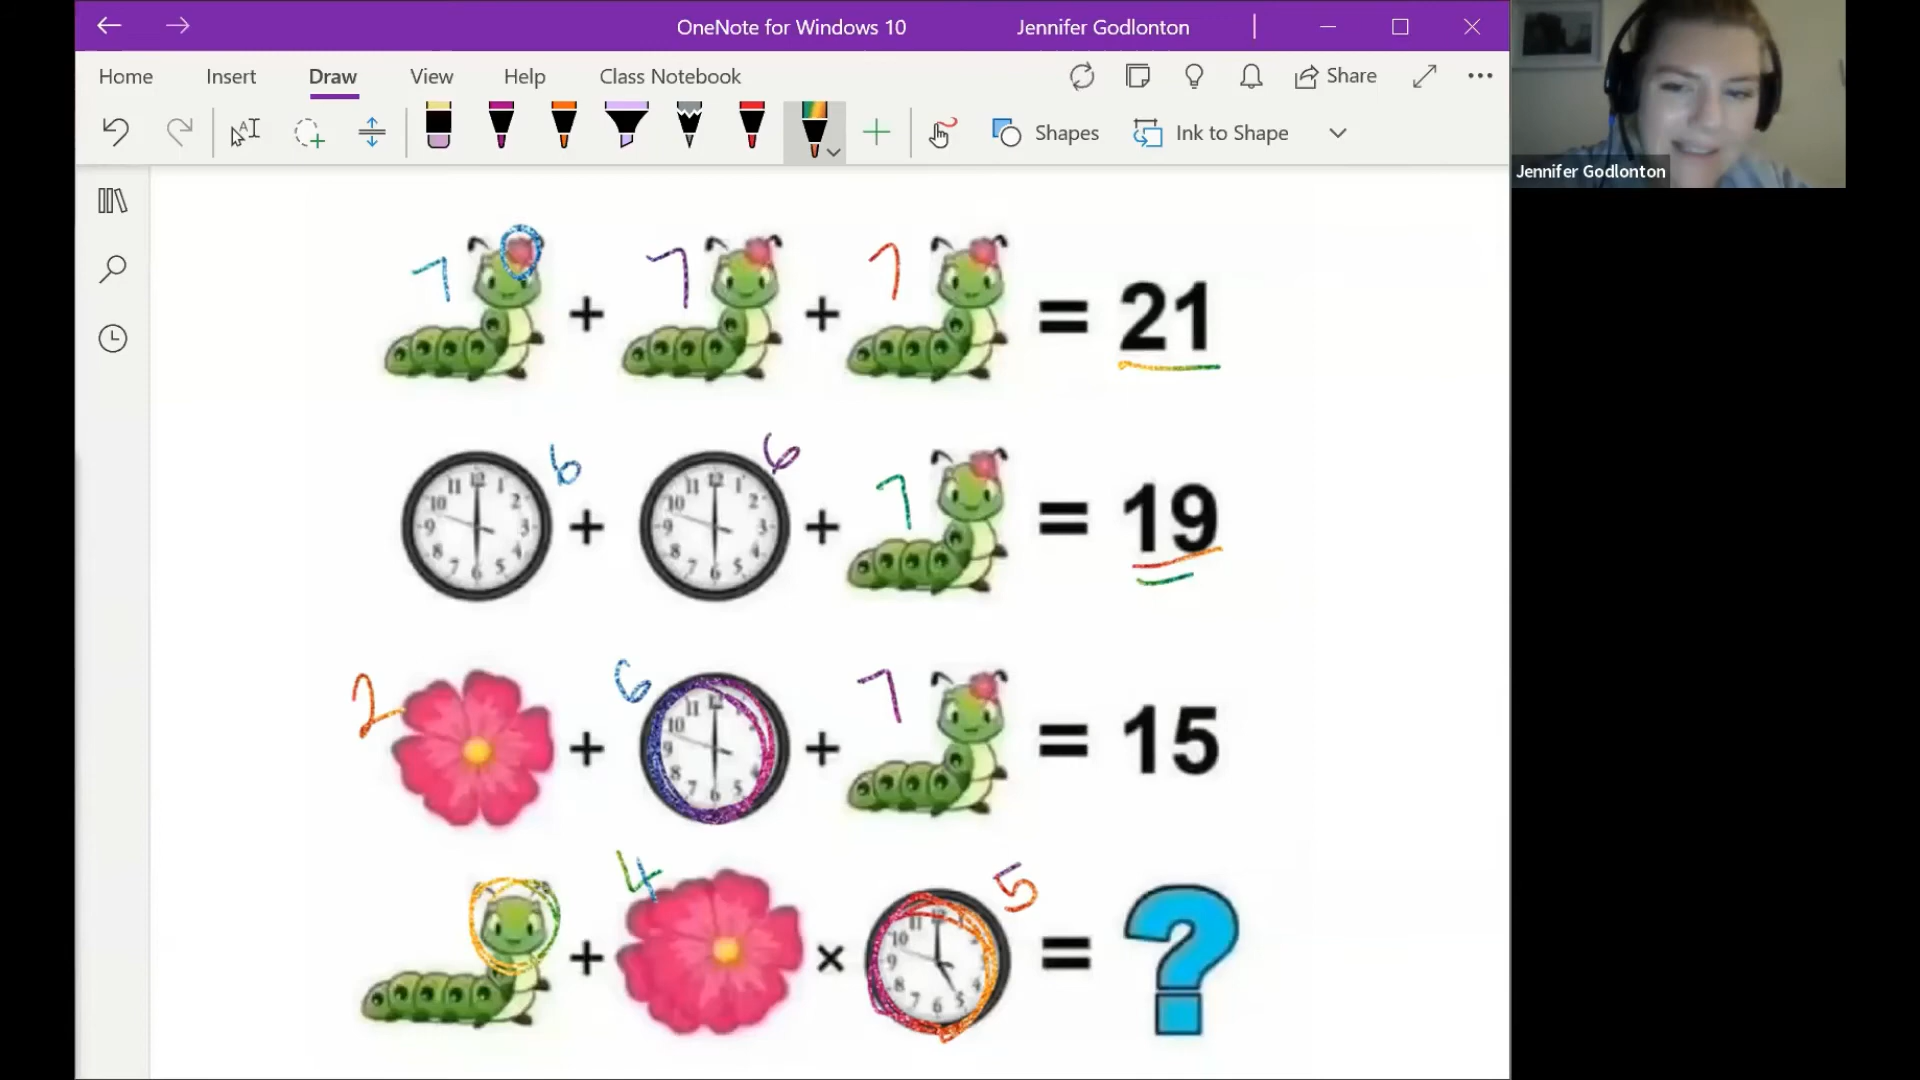 OneNote for Windows 10 Jennifer Godlonton
Home Insert Draw View Help Class Notebook Share
Shapes Ink to Shape
Jennifer Godlonton
7 + 7 + 7 = 21
6 + 6 + 7 = 19
2 + 6 + 7 = 15
+ 4 × 5 = ?